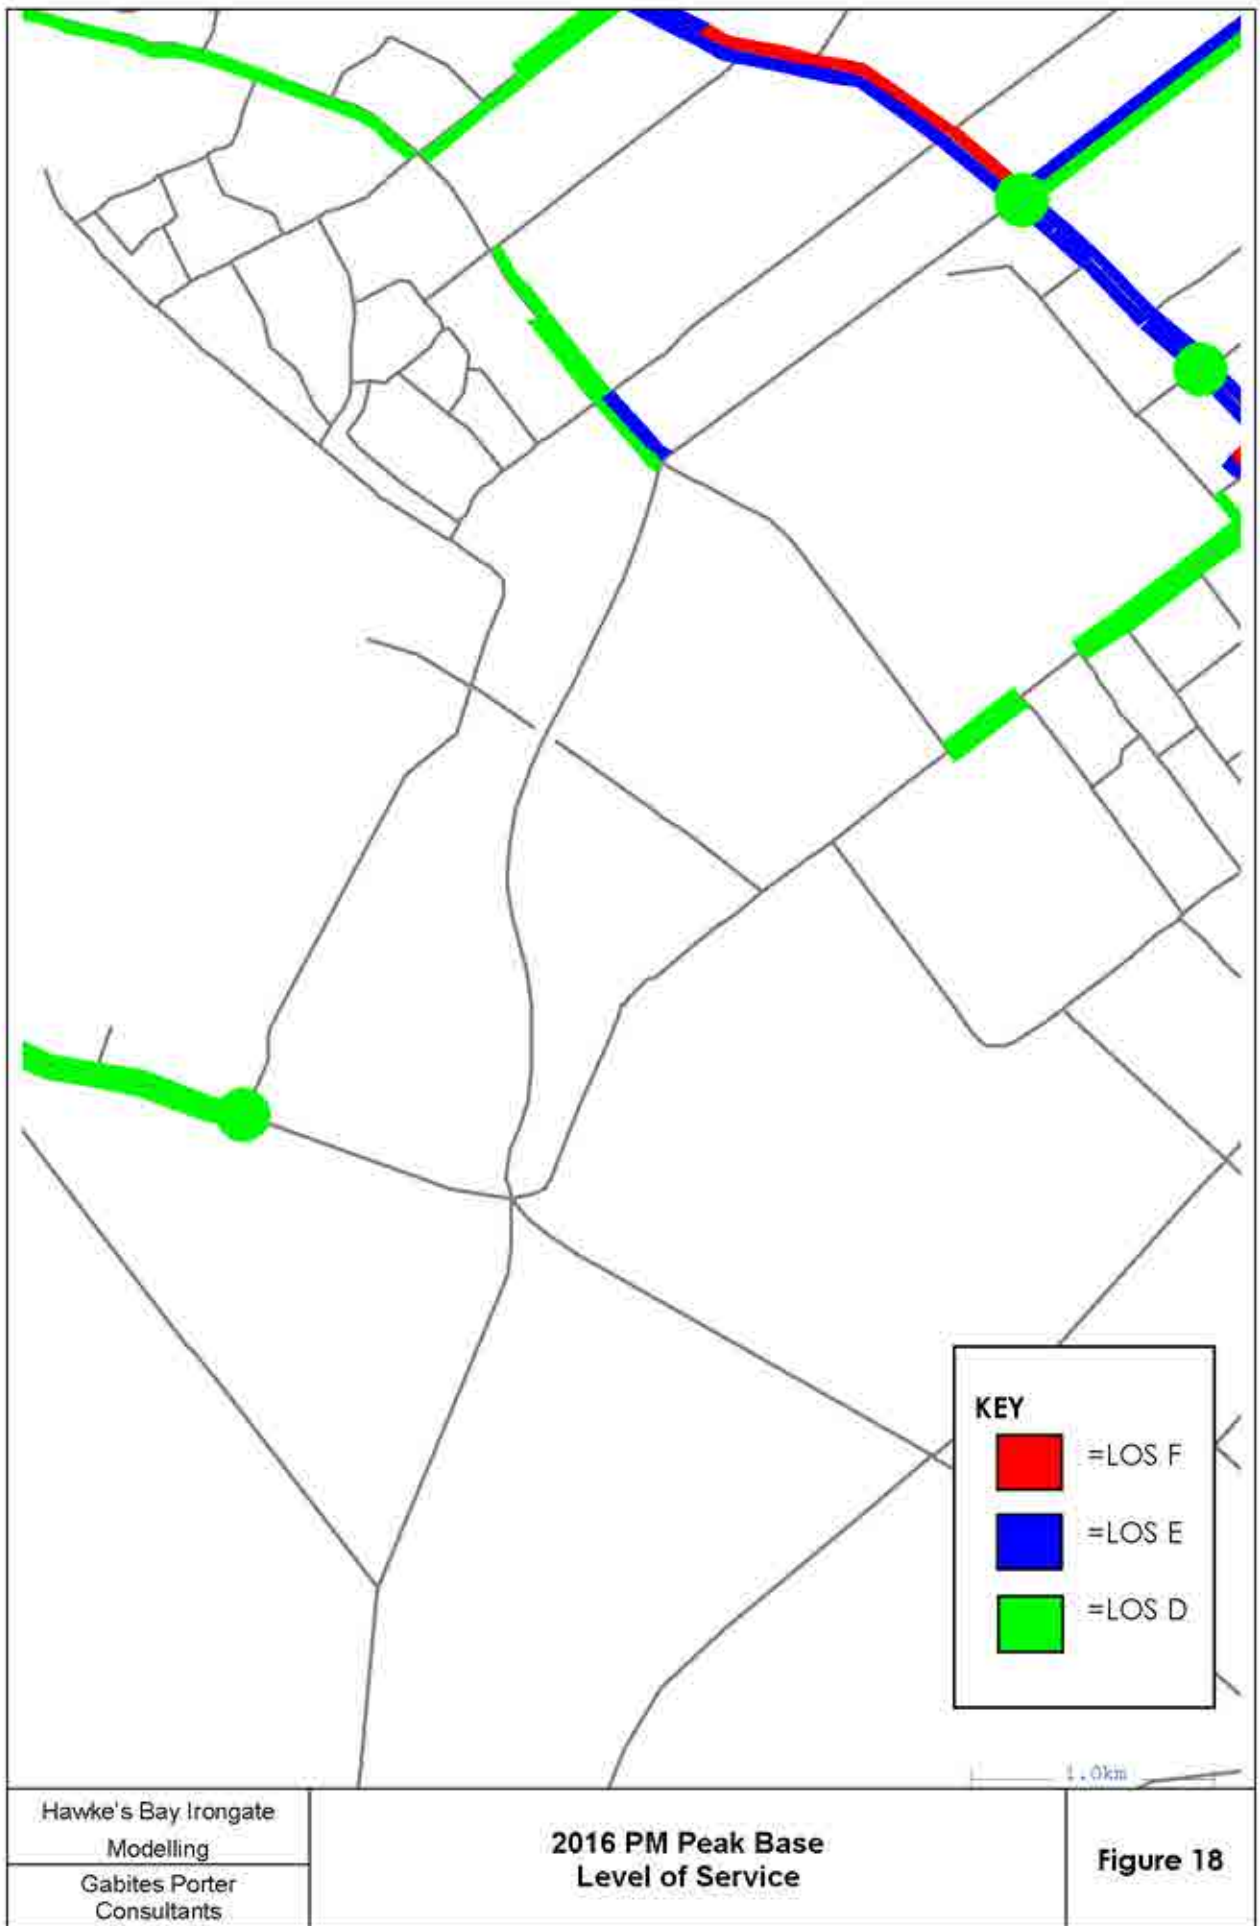 KEY
=LOS F
=LOS E
=LOS D
1.0km
Hawke's Bay Irongate
Modelling
Gabites Porter
Consultants
2016 PM Peak Base
Level of Service
Figure 18